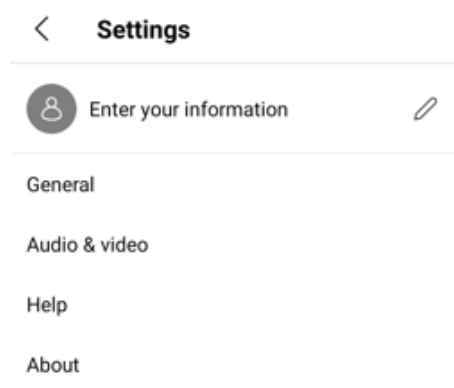 Settings
Enter your information
General
Audio & video
Help
About